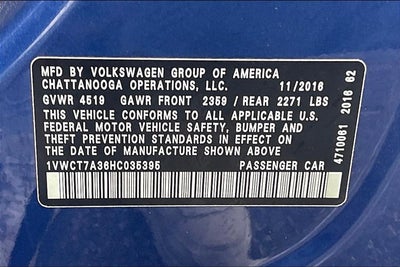 MFD BY VOLKSWAGEN GROUP OF AMERICA
CHATTANOOGA OPERATIONS, LLC. 11/2016
GVWR 4519 GAWR FRONT 2359 / REAR 2271 LBS
THIS VEHICLE CONFORMS TO ALL APPLICABLE U.S.
FEDERAL MOTOR VEHICLE SAFETY, BUMPER AND
THEFT PREVENTION STANDARDS IN EFFECT ON
THE DATE OF MANUFACTURE SHOWN ABOVE
1VWCT7A36HC035395 PASSENGER CAR
4710061 2016 62